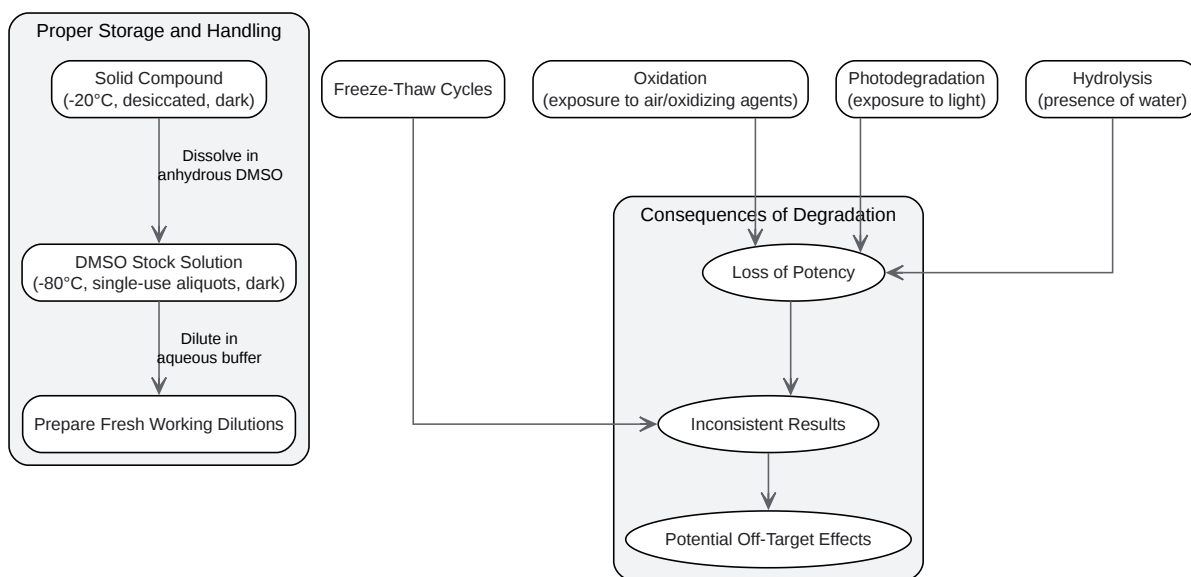 Proper Storage and Handling
Solid Compound
(-20°C, desiccated, dark)
Dissolve in
anhydrous DMSO
DMSO Stock Solution
(-80°C, single-use aliquots, dark)
Dilute in
aqueous buffer
Prepare Fresh Working Dilutions
Freeze-Thaw Cycles
Oxidation
(exposure to air/oxidizing agents)
Photodegradation
(exposure to light)
Hydrolysis
(presence of water)
Consequences of Degradation
Loss of Potency
Inconsistent Results
Potential Off-Target Effects